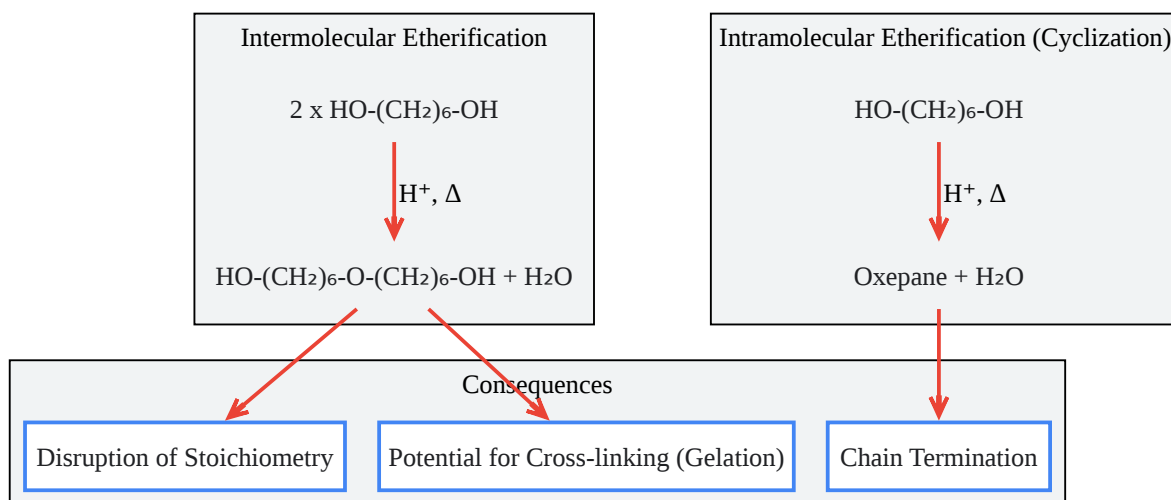 Intermolecular Etherification
2 x HO-(CH₂)₆-OH
H⁺, Δ
HO-(CH₂)₆-O-(CH₂)₆-OH + H₂O
Intramolecular Etherification (Cyclization)
HO-(CH₂)₆-OH
H⁺, Δ
Oxepane + H₂O
Consequences
Disruption of Stoichiometry
Potential for Cross-linking (Gelation)
Chain Termination